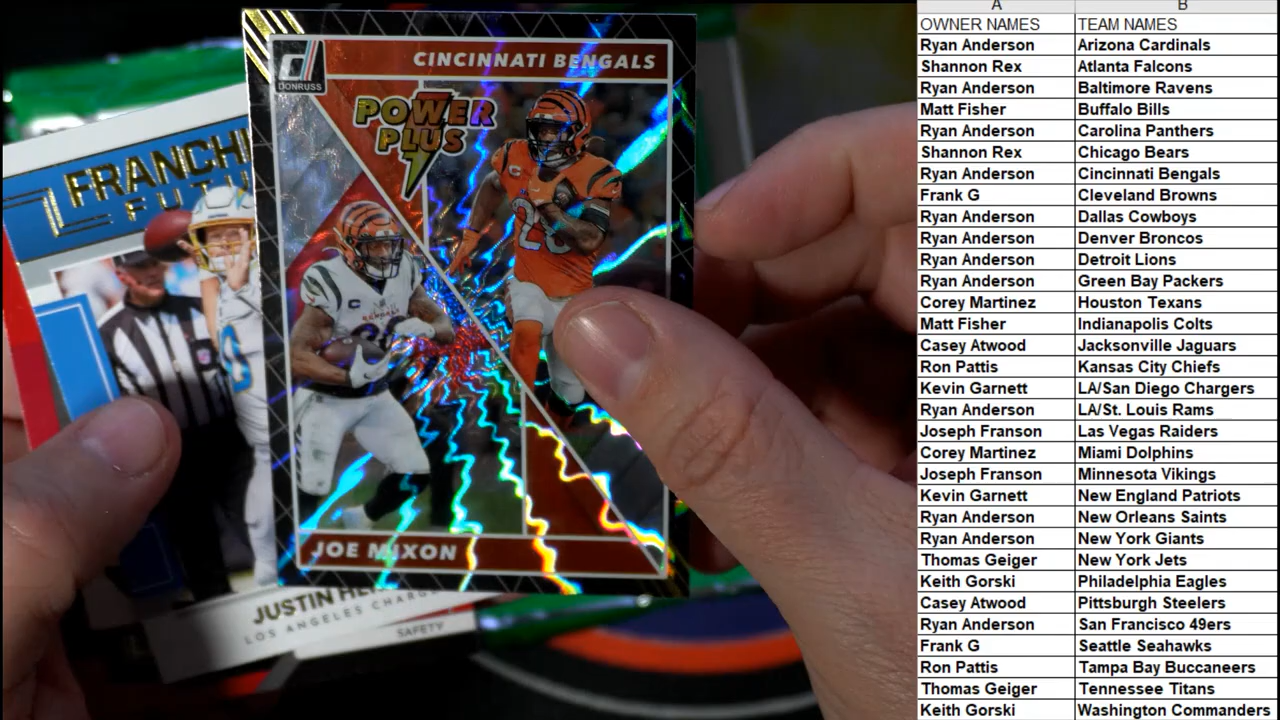 CINCINNATI BENGALS
DONRUSS
POWER
PLUS
JOE MIXON
LOS ANGELES
JUSTIN
SAFETY
A B
OWNER NAMES TEAM NAMES
Ryan Anderson Arizona Cardinals
Shannon Rex Atlanta Falcons
Ryan Anderson Baltimore Ravens
Matt Fisher Buffalo Bills
Ryan Anderson Carolina Panthers
Shannon Rex Chicago Bears
Ryan Anderson Cincinnati Bengals
Frank G Cleveland Browns
Ryan Anderson Dallas Cowboys
Ryan Anderson Denver Broncos
Ryan Anderson Detroit Lions
Ryan Anderson Green Bay Packers
Corey Martinez Houston Texans
Matt Fisher Indianapolis Colts
Casey Atwood Jacksonville Jaguars
Ron Pattis Kansas City Chiefs
Kevin Garnett LA/San Diego Chargers
Ryan Anderson LA/St. Louis Rams
Joseph Franson Las Vegas Raiders
Corey Martinez Miami Dolphins
Joseph Franson Minnesota Vikings
Kevin Garnett New England Patriots
Ryan Anderson New Orleans Saints
Ryan Anderson New York Giants
Thomas Geiger New York Jets
Keith Gorski Philadelphia Eagles
Casey Atwood Pittsburgh Steelers
Ryan Anderson San Francisco 49ers
Frank G Seattle Seahawks
Ron Pattis Tampa Bay Buccaneers
Thomas Geiger Tennessee Titans
Keith Gorski Washington Commanders